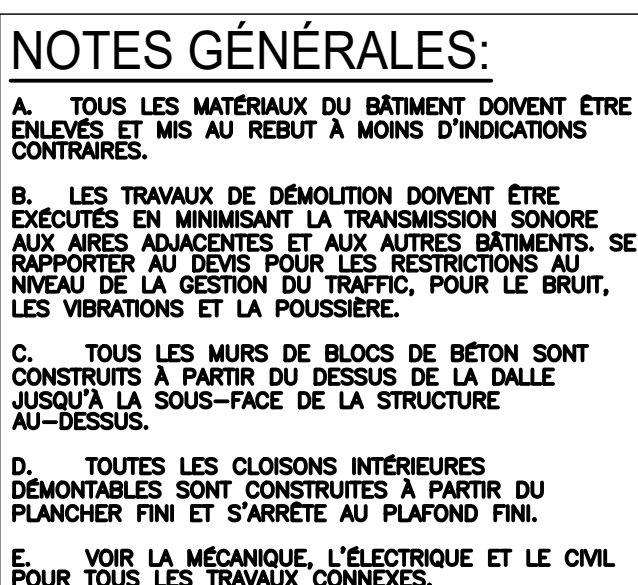 NOTES GÉNÉRALES:
A. TOUS LES MATÉRIAUX DU BÂTIMENT DOIVENT ÊTRE
ENLEVÉS ET MIS AU REBUT À MOINS D'INDICATIONS
CONTRAIRES.
B. LES TRAVAUX DE DÉMOLITION DOIVENT ÊTRE
EXÉCUTÉS EN MINIMISANT LA TRANSMISSION SONORE
AUX AIRES ADJACENTES ET AUX AUTRES BÂTIMENTS. SE
RAPPORTER AU DEVIS POUR LES RESTRICTIONS AU
NIVEAU DE LA GESTION DU TRAFFIC, POUR LE BRUIT,
LES VIBRATIONS ET LA POUSSIÈRE.
C. TOUS LES MURS DE BLOCS DE BÉTON SONT
CONSTRUITS À PARTIR DU DESSUS DE LA DALLE
JUSQU'À LA SOUS-FACE DE LA STRUCTURE
AU-DESSUS.
D. TOUTES LES CLOISONS INTÉRIEURES
DÉMONTABLES SONT CONSTRUITES À PARTIR DU
PLANCHER FINI ET S'ARRÊTE AU PLAFOND FINI.
E. VOIR LA MÉCANIQUE, L'ÉLECTRIQUE ET LE CIVIL
POUR TOUS LES TRAVAUX CONNEXES.